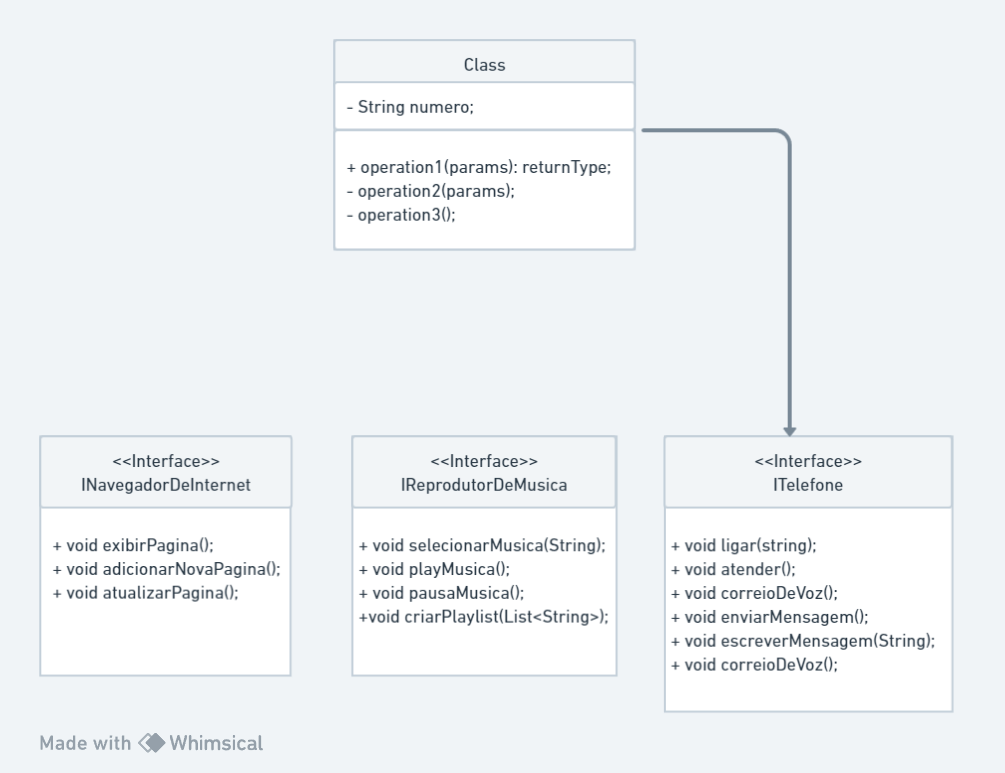 Class
- String numero;
+ operation1(params): returnType;
- operation2(params);
- operation3();
<<Interface>>
INavegadorDeInternet
+ void exibirPagina();
+ void adicionarNovaPagina();
+ void atualizarPagina();
<<Interface>>
IReprodutorDeMusica
+ void selecionarMusica(String);
+ void playMusica();
+ void pausaMusica();
+void criarPlaylist(List<String>);
<<Interface>>
ITelefone
+ void ligar(string);
+ void atender();
+ void correioDeVoz();
+ void enviarMensagem();
+ void escreverMensagem(String);
+ void correioDeVoz();
Made with Whimsical